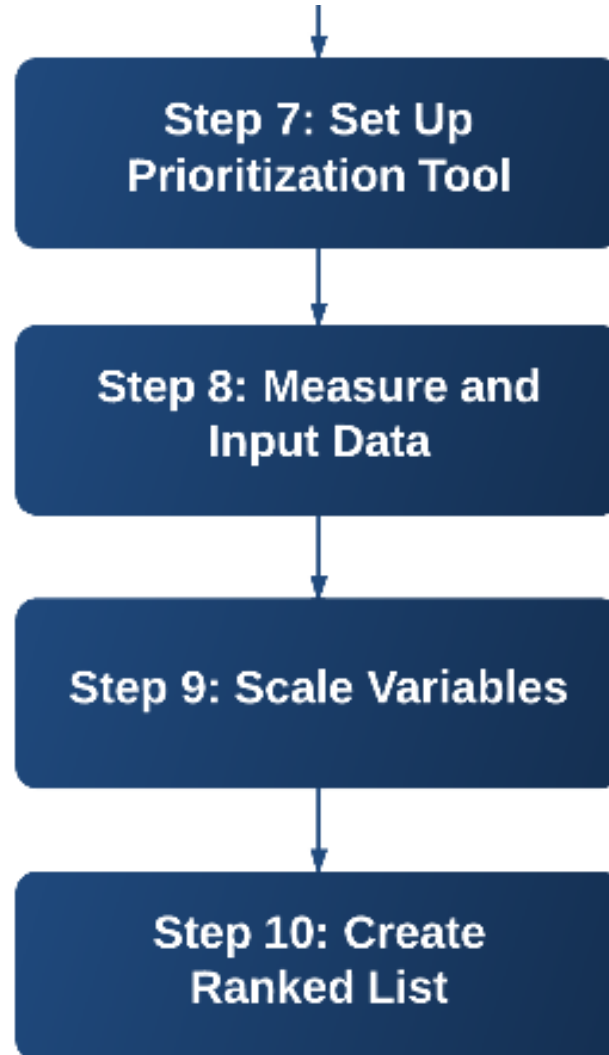 Step 7: Set Up
Prioritization Tool
Step 8: Measure and
Input Data
Step 9: Scale Variables
Step 10: Create
Ranked List